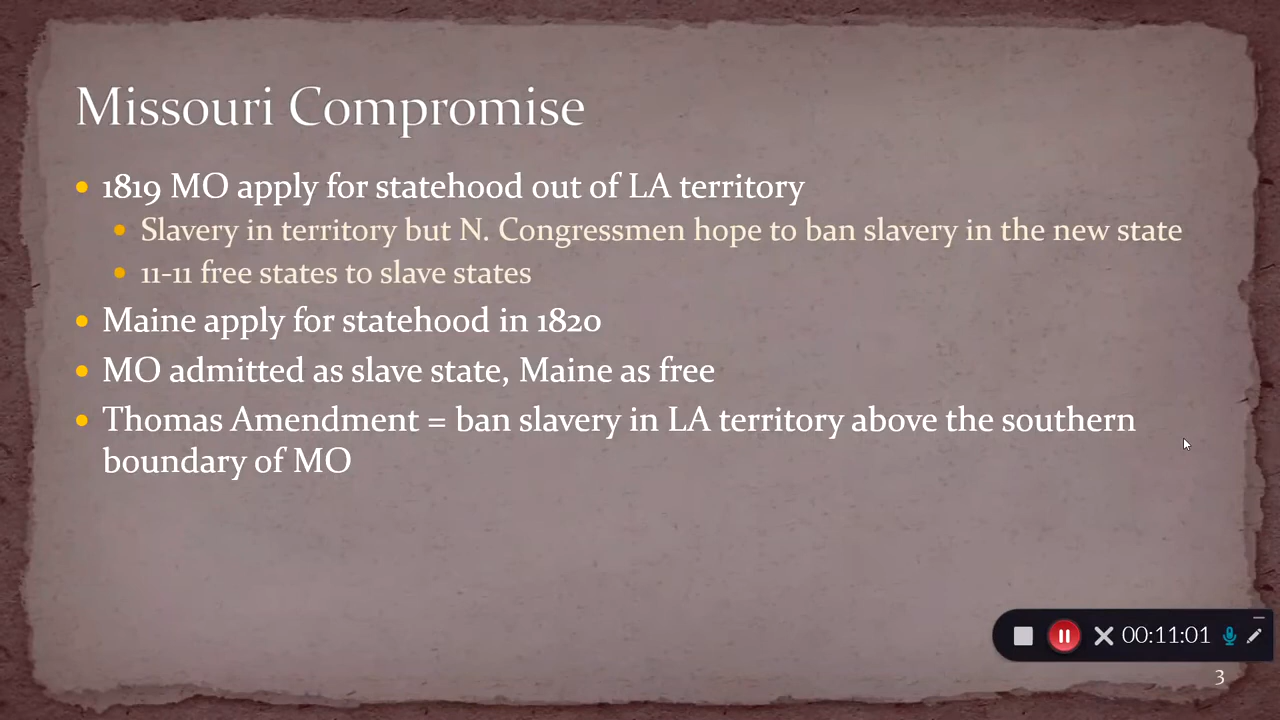 Missouri Compromise
• 1819 MO apply for statehood out of LA territory
• Slavery in territory but N. Congressmen hope to ban slavery in the new state
• 11-11 free states to slave states
• Maine apply for statehood in 1820
• MO admitted as slave state, Maine as free
• Thomas Amendment = ban slavery in LA territory above the southern
boundary of MO
00:11:01
3